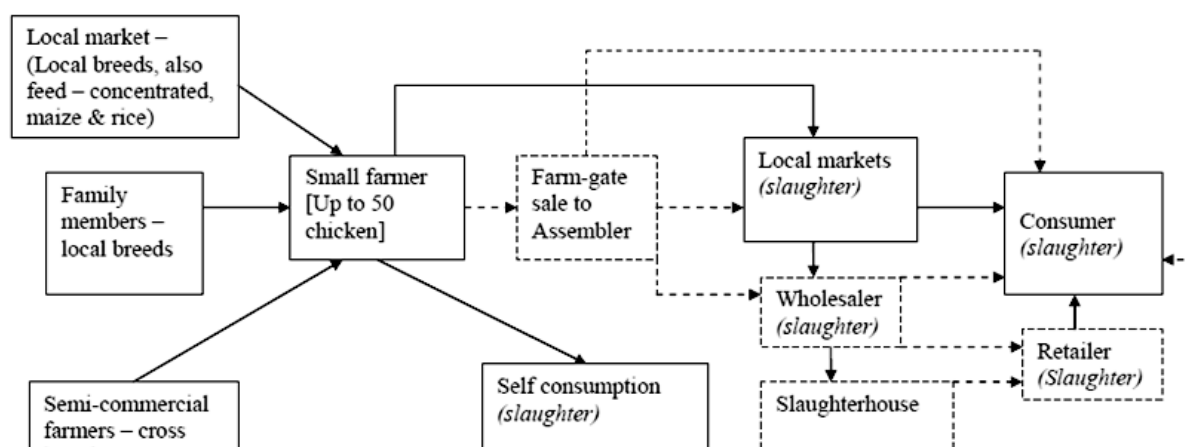 Local market –
(Local breeds, also
feed – concentrated,
maize & rice)
Family
members –
local breeds
Semi-commercial
farmers – cross
Small farmer
[Up to 50
chicken]
Farm-gate
sale to
Assembler
Self consumption
(slaughter)
Local markets
(slaughter)
Wholesaler
(slaughter)
Slaughterhouse
Consumer
(slaughter)
Retailer
(Slaughter)